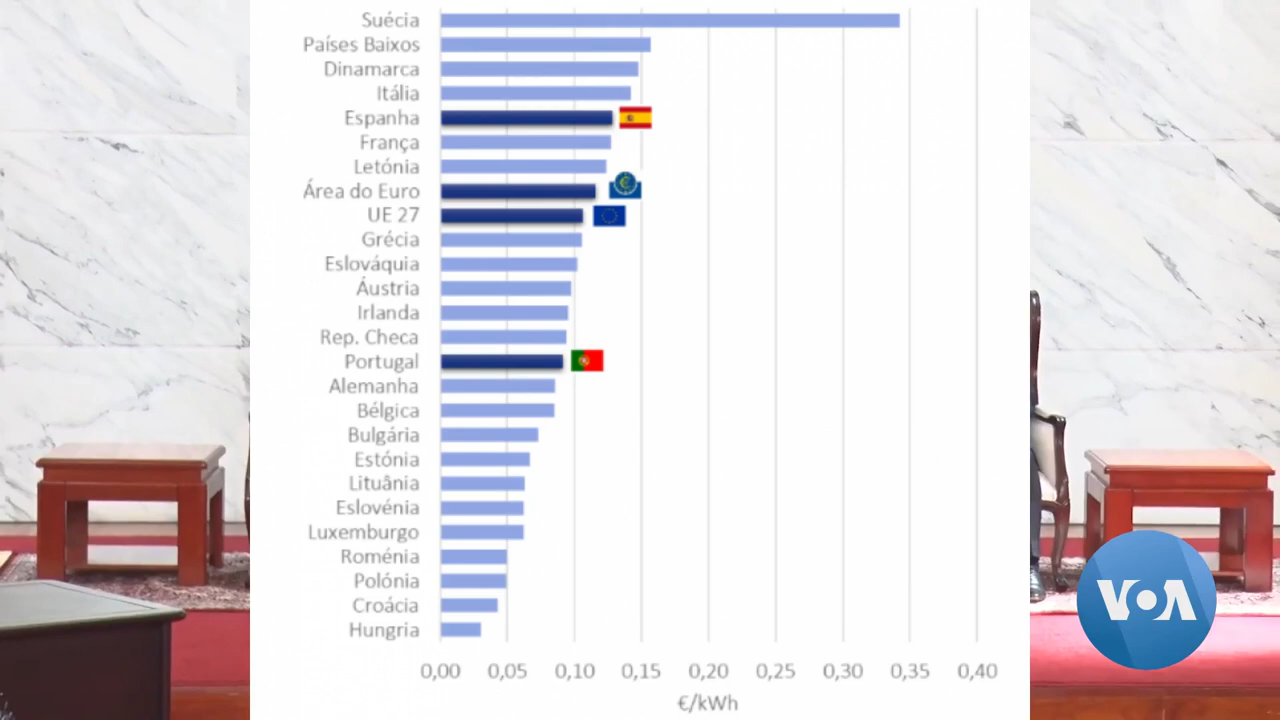 Suécia
Países Baixos
Dinamarca
Itália
Espanha
França
Letónia
Área do Euro
UE 27
Grécia
Eslováquia
Áustria
Irlanda
Rep. Checa
Portugal
Alemanha
Bélgica
Bulgária
Estónia
Lituânia
Eslovénia
Luxemburgo
Roménia
Polónia
Croácia
Hungria
0,00 0,05 0,10 0,15 0,20 0,25 0,30 0,35 0,40
€/kWh
VOA